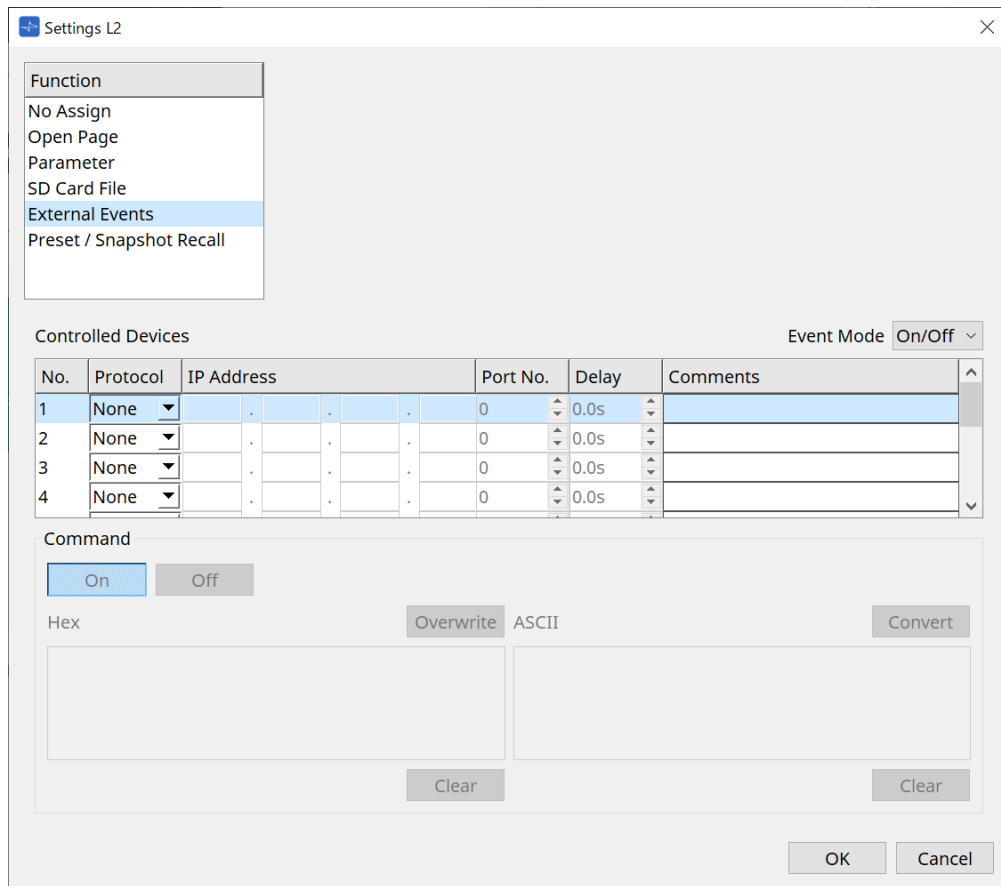 Settings L2
Function
No Assign
Open Page
Parameter
SD Card File
External Events
Preset / Snapshot Recall
Controlled Devices Event Mode On/Off
No. Protocol IP Address Port No. Delay Comments
1 None . . . 0 0.0s
2 None . . . 0 0.0s
3 None . . . 0 0.0s
4 None . . . 0 0.0s
Command
On Off
Hex Overwrite ASCII Convert
Clear Clear
OK Cancel